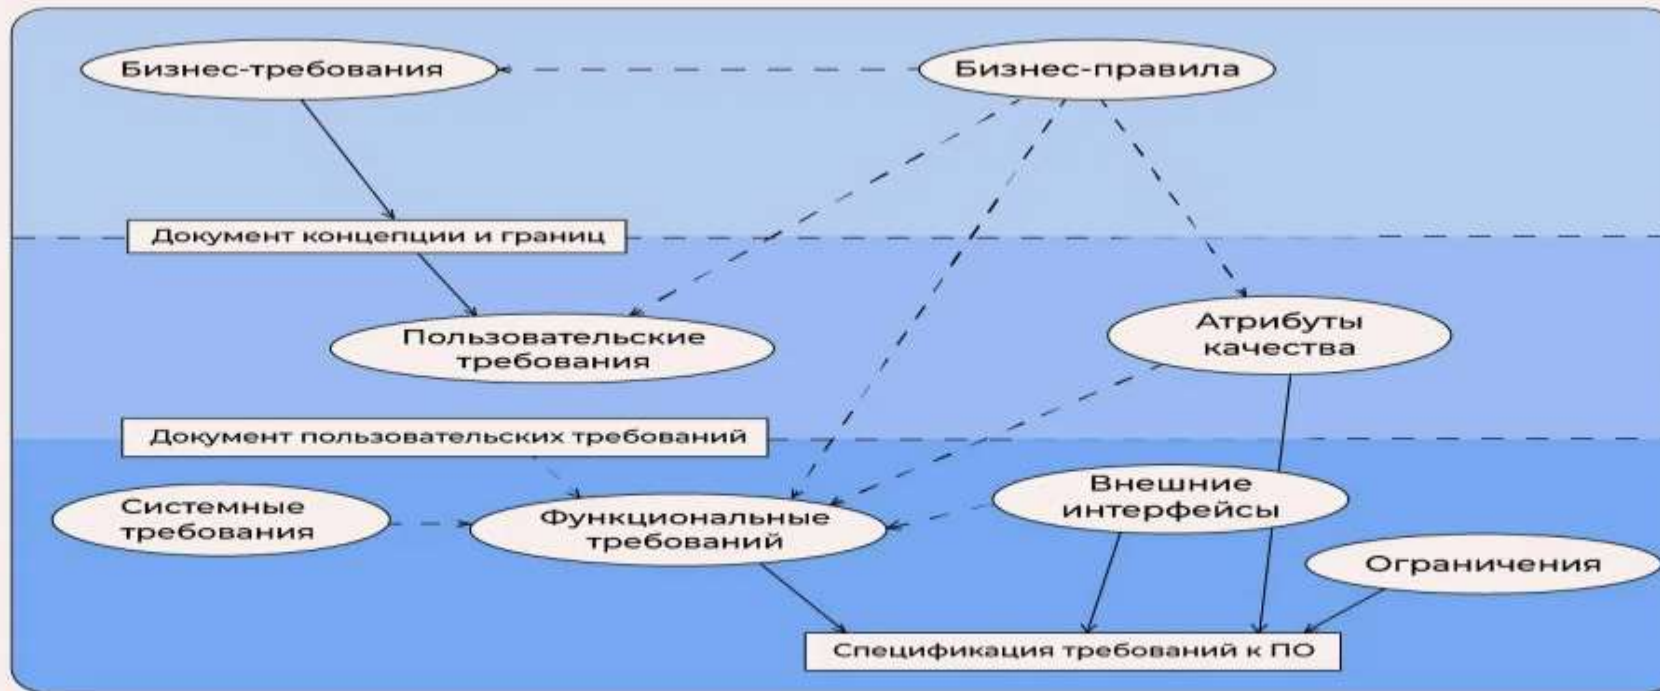 Бизнес-требования
Бизнес-правила
Документ концепции и границ
Пользовательские
требования
Атрибуты
качества
Документ пользовательских требований
Системные
требования
Функциональные
требований
Внешние
интерфейсы
Ограничения
Спецификация требований к ПО